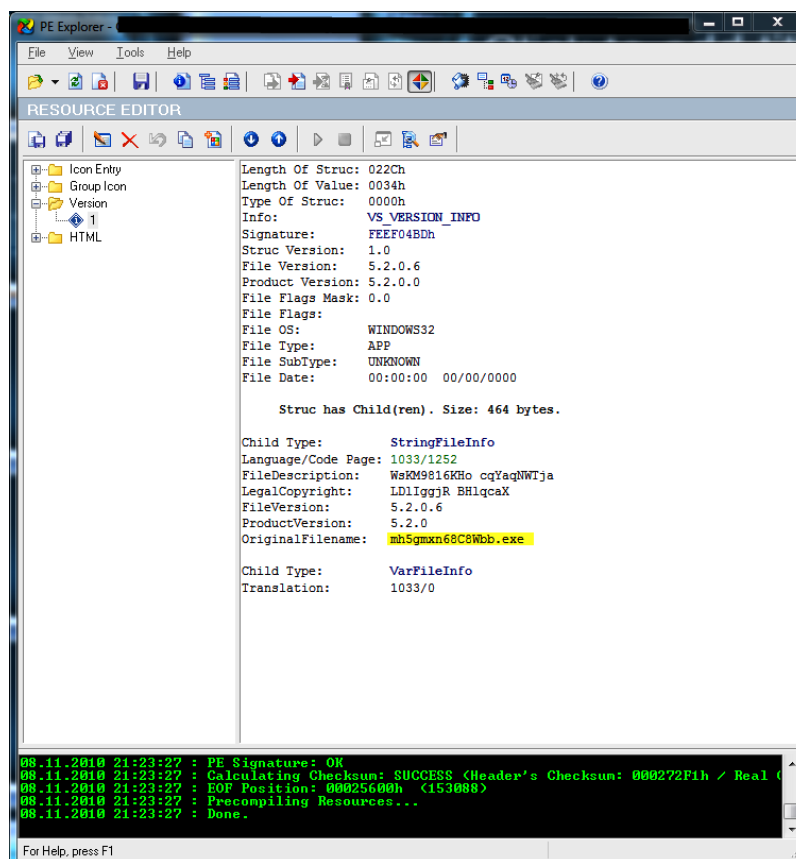 PE Explorer - 
File View Tools Help
RESOURCE EDITOR
Icon Entry
Group Icon
Version
1
HTML
Length Of Struc: 022Ch
Length Of Value: 0034h
Type Of Struc: 0000h
Info: VS_VERSION_INFO
Signature: FEEF04BDh
Struc Version: 1.0
File Version: 5.2.0.6
Product Version: 5.2.0.0
File Flags Mask: 0.0
File Flags:
File OS: WINDOWS32
File Type: APP
File SubType: UNKNOWN
File Date: 00:00:00 00/00/0000
Struc has Child(ren). Size: 464 bytes.
Child Type: StringFileInfo
Language/Code Page: 1033/1252
FileDescription: WsKM9816KHo cqYaqNWTja
LegalCopyright: LDlIggjR BHlqcaX
FileVersion: 5.2.0.6
ProductVersion: 5.2.0
OriginalFilename: mh5gmxn68C8Wbb.exe
Child Type: VarFileInfo
Translation: 1033/0
08.11.2010 21:23:27 : PE Signature: OK
08.11.2010 21:23:27 : Calculating Checksum: SUCCESS (Header's Checksum: 000272F1h / Real (
08.11.2010 21:23:27 : EOF Position: 00025600h (153088)
08.11.2010 21:23:27 : Precompiling Resources...
08.11.2010 21:23:27 : Done.
For Help, press F1